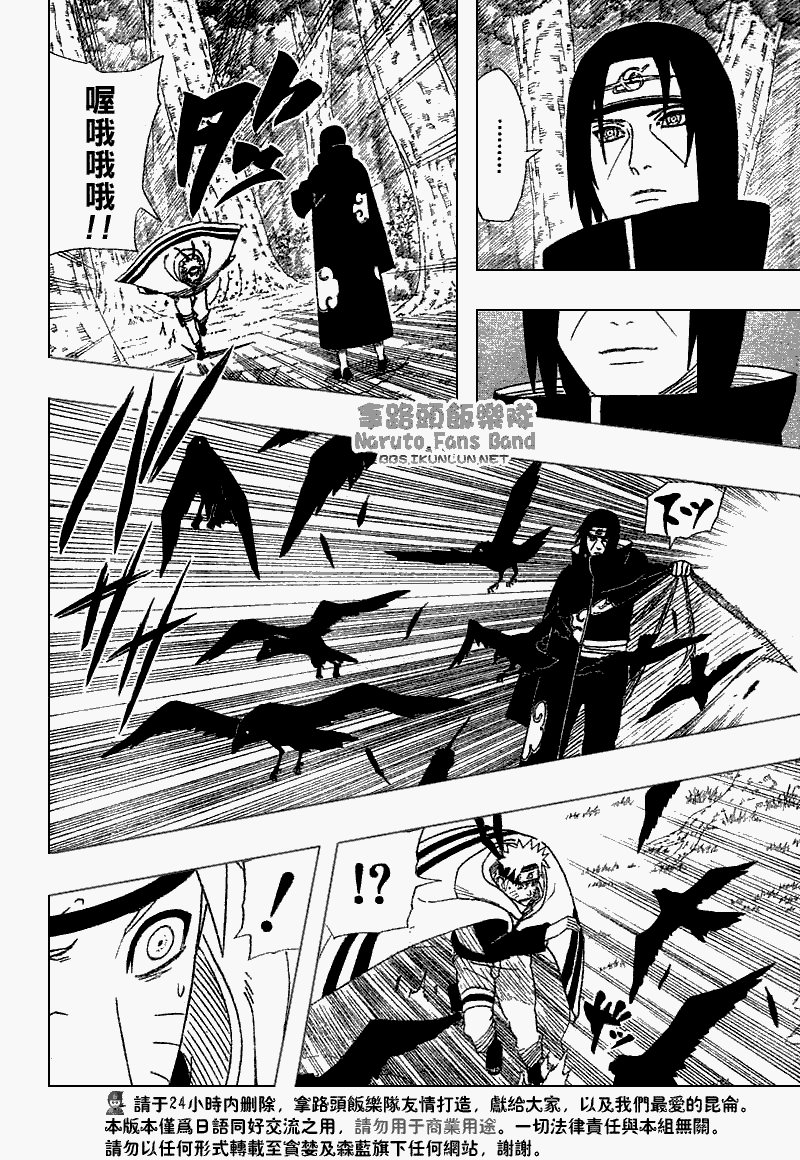 ………
喔哦哦哦!!
ダッ
拿路頭飯樂隊
Naruto Fans Band
BBS.IKUNLUN.NET
バッ
!?
!
請于24小時内删除，拿路頭飯樂隊友情打造，獻給大家，以及我們最愛的昆侖。
本版本僅爲日語同好交流之用，請勿用于商業用途。一切法律責任與本組無關。
請勿以任何形式轉載至貪婪及森藍旗下任何網站，謝謝。